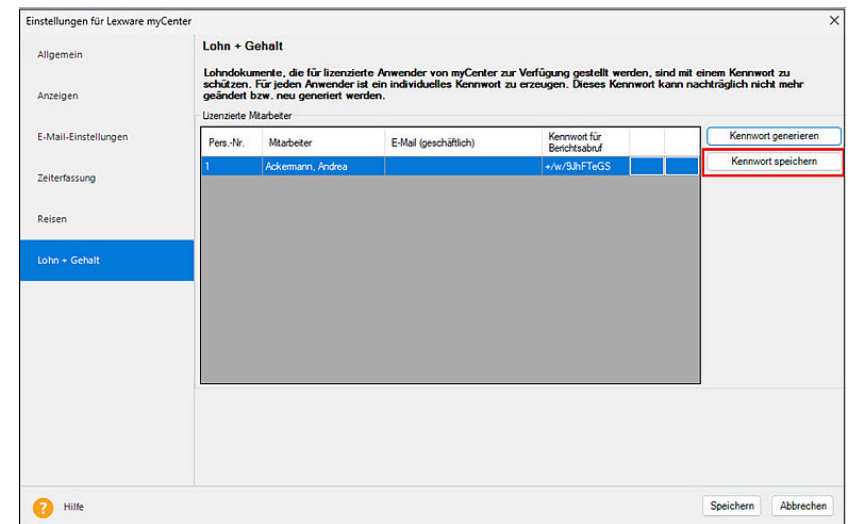 Einstellungen für Lexware myCenter
Allgemein
Anzeigen
E-Mail-Einstellungen
Zeiterfassung
Reisen
Lohn + Gehalt
Lohn + Gehalt
Lohndokumente, die für lizenzierte Anwender von myCenter zur Verfügung gestellt werden, sind mit einem Kennwort zu
schützen. Für jeden Anwender ist ein individuelles Kennwort zu erzeugen. Dieses Kennwort kann nachträglich nicht mehr
geändert bzw. neu generiert werden.
Lizenzierte Mitarbeiter
Pers.-Nr. Mitarbeiter E-Mail (geschäftlich) Kennwort für
Berichtsabruf
1 Ackermann, Andrea +/w/9JhFTeGS
Kennwort generieren
Kennwort speichern
? Hilfe
Speichern Abbrechen